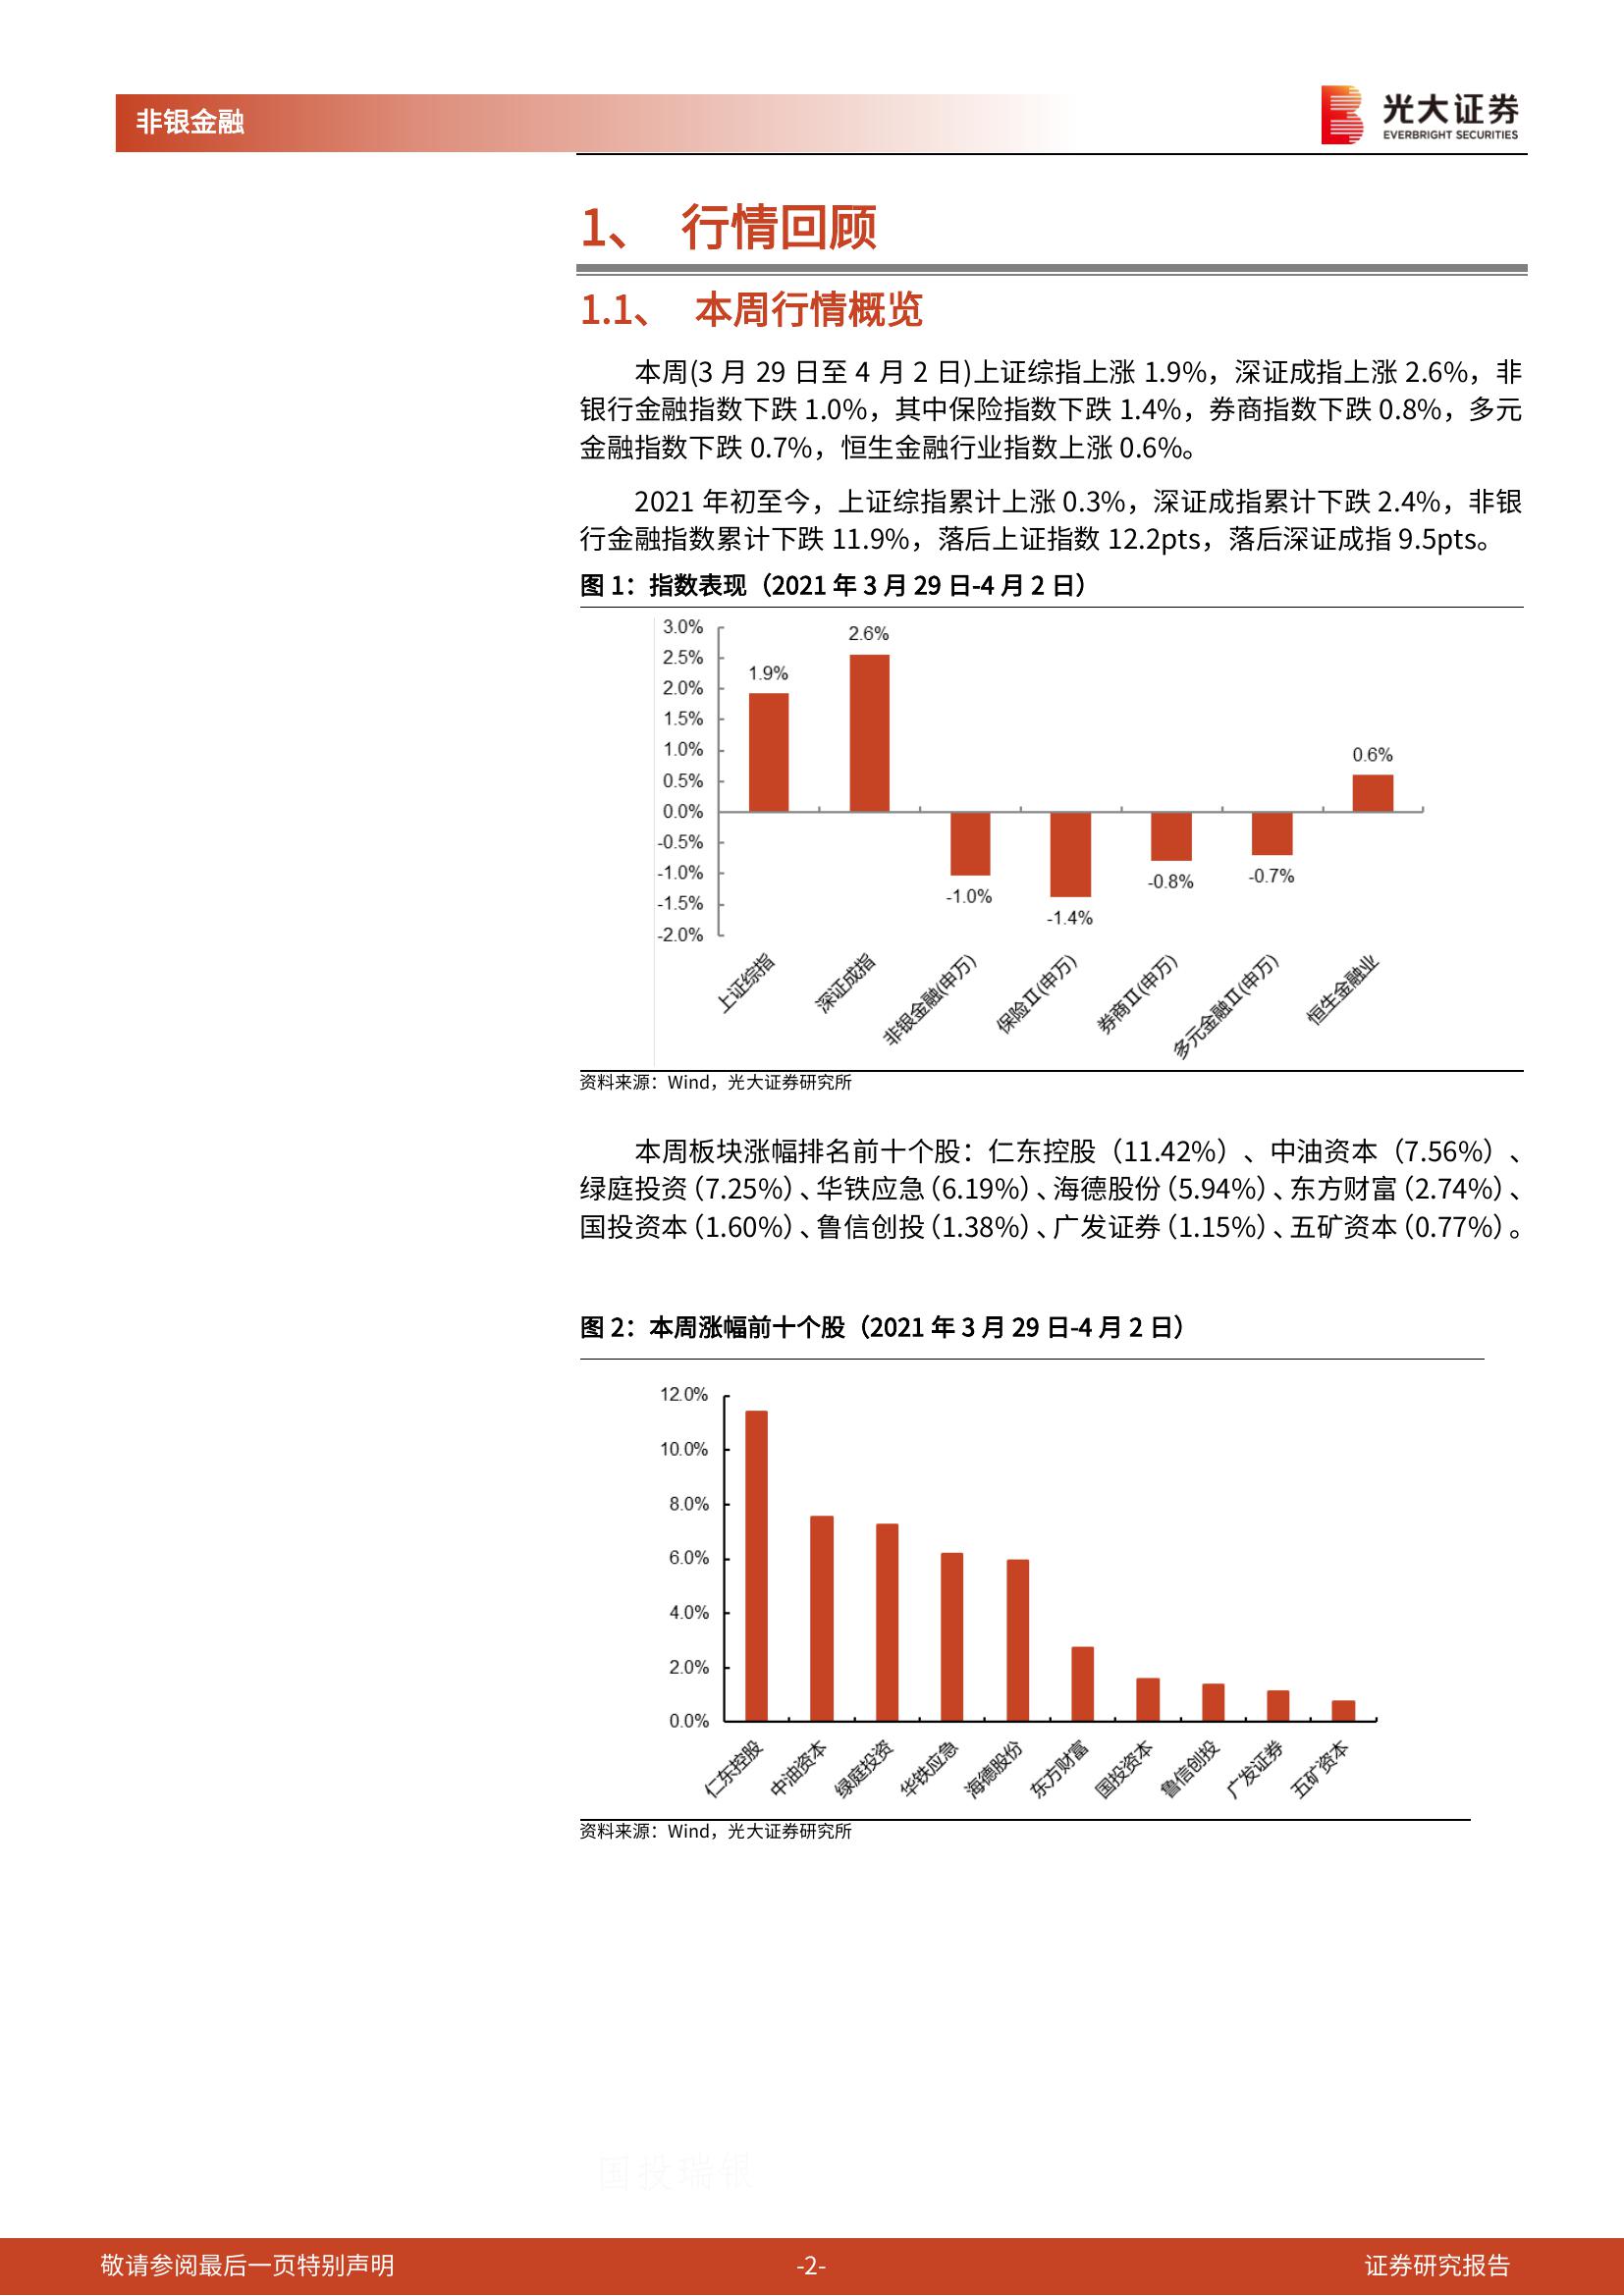 非银金融
光大证券
EVERBRIGHT SECURITIES
1、 行情回顾
1.1、 本周行情概览
本周(3 月 29 日至 4 月 2 日)上证综指上涨 1.9%，深证成指上涨 2.6%，非
银行金融指数下跌 1.0%，其中保险指数下跌 1.4%，券商指数下跌 0.8%，多元
金融指数下跌 0.7%，恒生金融行业指数上涨 0.6%。
2021 年初至今，上证综指累计上涨 0.3%，深证成指累计下跌 2.4%，非银
行金融指数累计下跌 11.9%，落后上证指数 12.2pts，落后深证成指 9.5pts。
图 1：指数表现（2021 年 3 月 29 日-4 月 2 日）
3.0%
2.5%
2.0%
1.5%
1.0%
0.5%
0.0%
-0.5%
-1.0%
-1.5%
-2.0%
1.9%
2.6%
-1.0%
-1.4%
-0.8%
-0.7%
0.6%
上证综指
深证成指
非银金融(申万)
保险Ⅱ(申万)
券商Ⅱ(申万)
多元金融Ⅱ(申万)
恒生金融业
资料来源：Wind，光大证券研究所
本周板块涨幅排名前十个股：仁东控股（11.42%）、中油资本（7.56%）、
绿庭投资（7.25%）、华铁应急（6.19%）、海德股份（5.94%）、东方财富（2.74%）、
国投资本（1.60%）、鲁信创投（1.38%）、广发证券（1.15%）、五矿资本（0.77%）。
图 2：本周涨幅前十个股（2021 年 3 月 29 日-4 月 2 日）
12.0%
10.0%
8.0%
6.0%
4.0%
2.0%
0.0%
仁东控股
中油资本
绿庭投资
华铁应急
海德股份
东方财富
国投资本
鲁信创投
广发证券
五矿资本
资料来源：Wind，光大证券研究所
国投瑞银
敬请参阅最后一页特别声明
-2-
证券研究报告